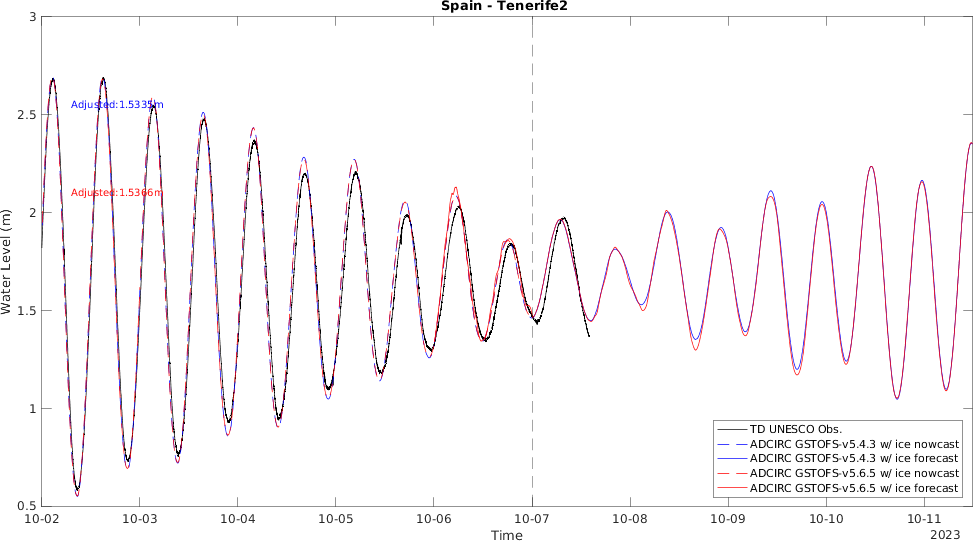 Spain - Tenerife2
3
2.5
2
1.5
1
0.5
Water Level (m)
Adjusted:1.5335m
Adjusted:1.5366m
TD UNESCO Obs.
ADCIRC GSTOFS-v5.4.3 w/ ice nowcast
ADCIRC GSTOFS-v5.4.3 w/ ice forecast
ADCIRC GSTOFS-v5.6.5 w/ ice nowcast
ADCIRC GSTOFS-v5.6.5 w/ ice forecast
10-02 10-03 10-04 10-05 10-06 10-07 10-08 10-09 10-10 10-11
Time
2023